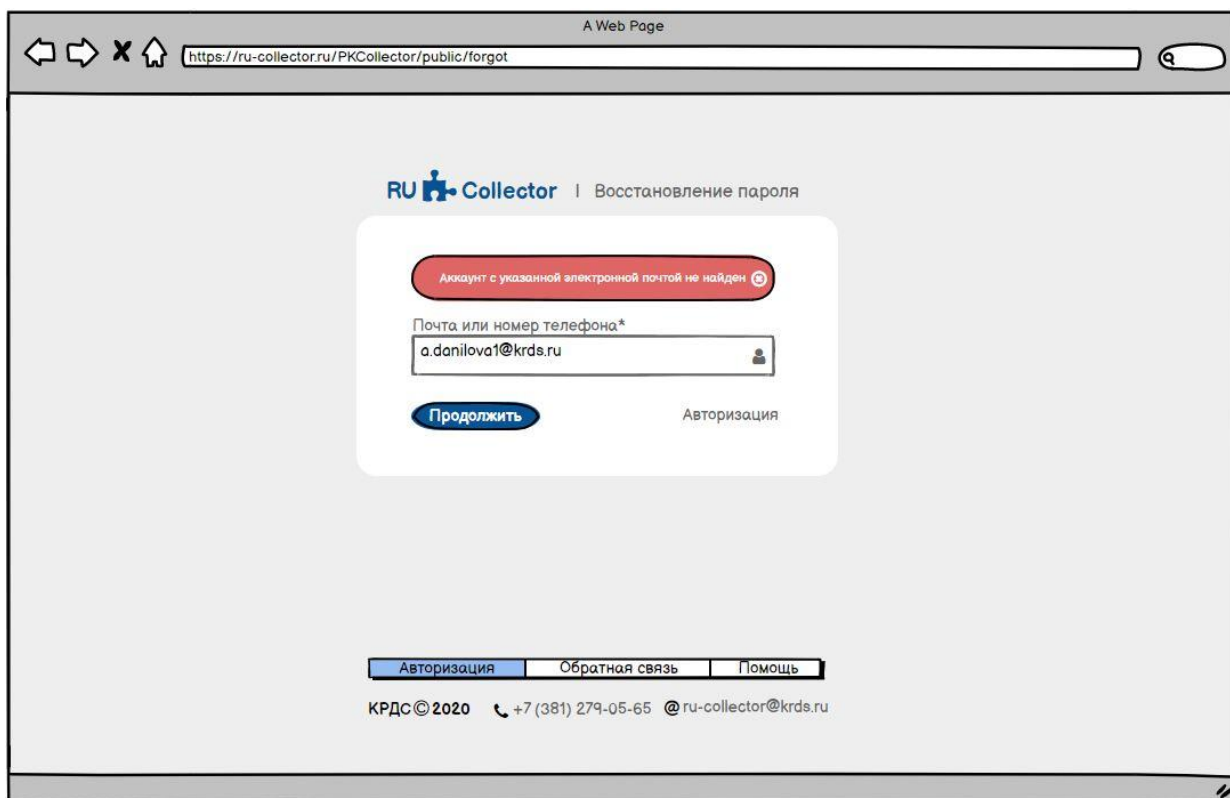 A Web Page
https://ru-collector.ru/PKCollector/public/forgot
RU Collector | Восстановление пароля
Аккаунт с указанной электронной почтой не найден
Почта или номер телефона*
a.danilova1@krds.ru
Продолжить Авторизация
Авторизация Обратная связь Помощь
КРДС © 2020 +7 (381) 279-05-65 @ ru-collector@krds.ru